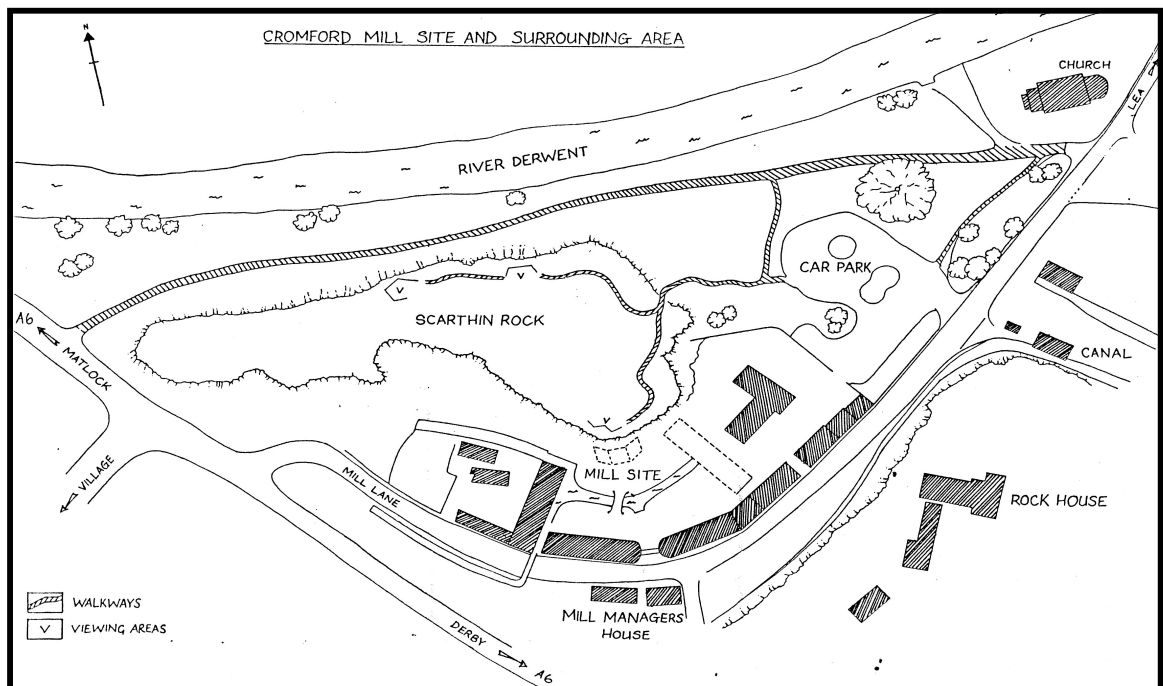 CROMFORD MILL SITE AND SURROUNDING AREA
N
CHURCH
LEA
RIVER DERWENT
CAR PARK
V
V
SCARTHIN ROCK
A6
MATLOCK
CANAL
V
VILLAGE
MILL LANE
MILL SITE
ROCK HOUSE
WALKWAYS
V VIEWING AREAS
MILL MANAGERS
HOUSE
DERBY
A6